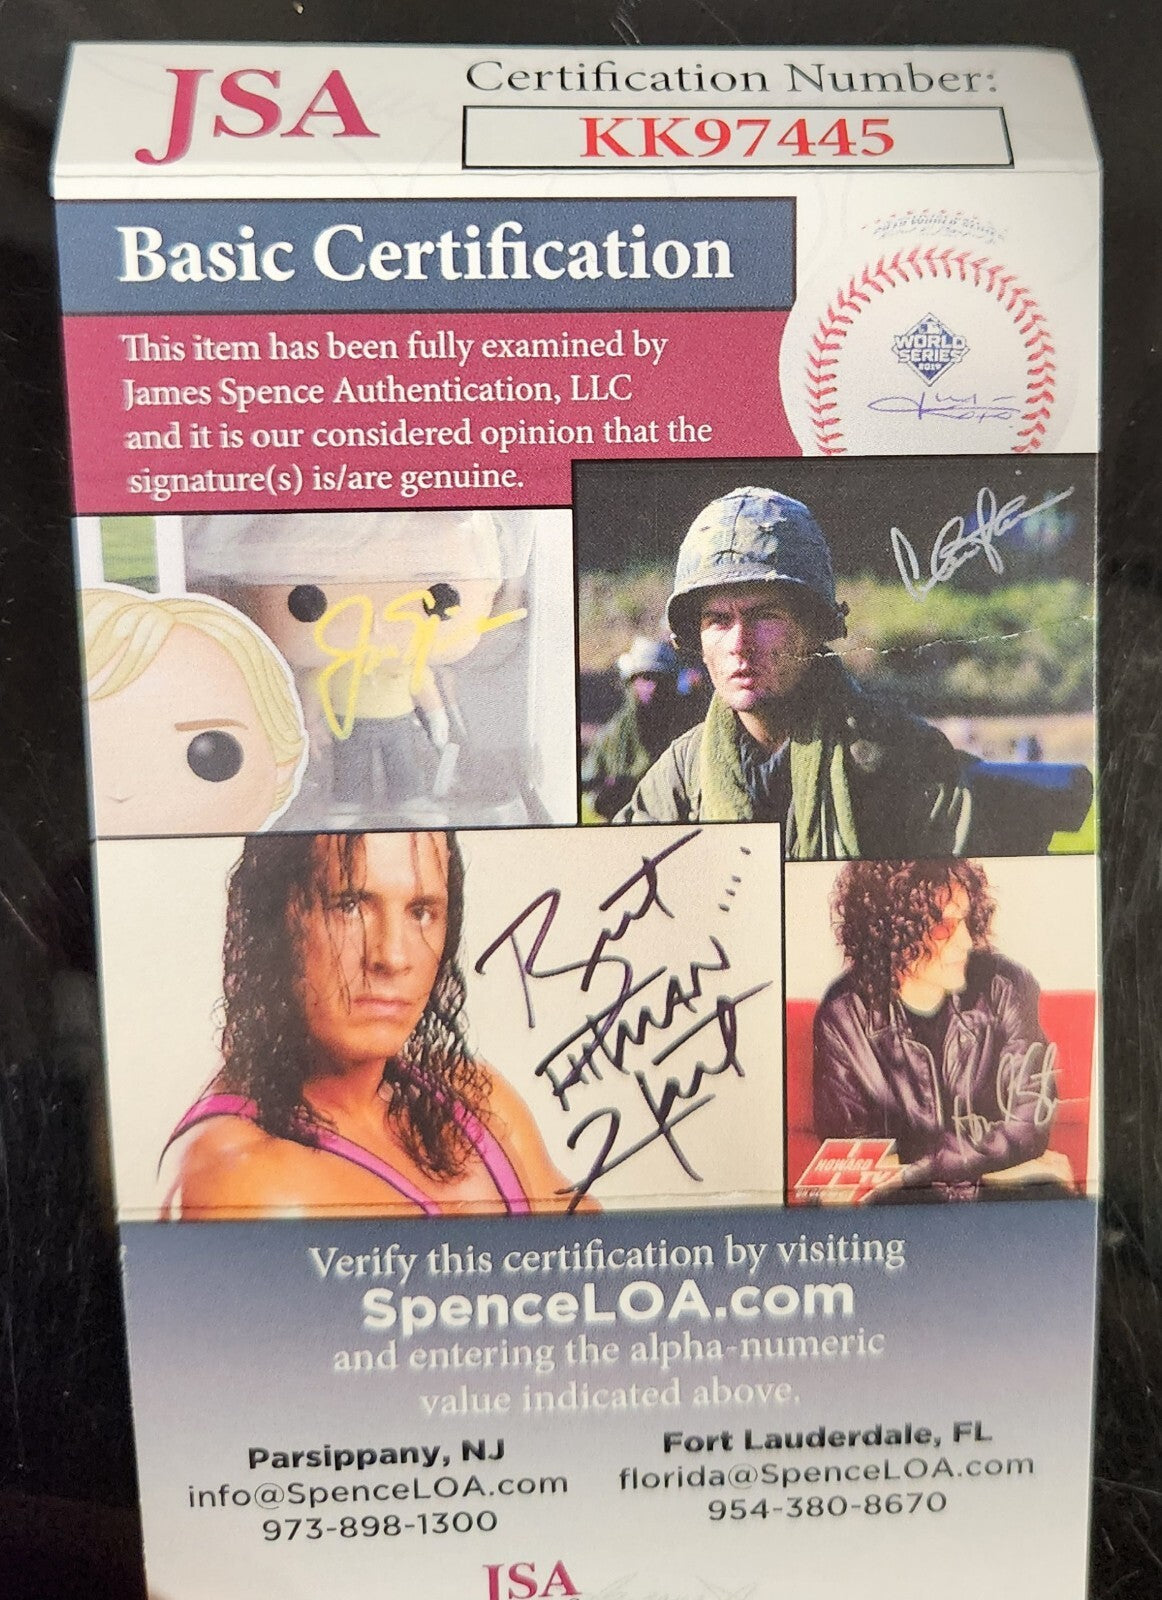 JSA
Certification Number:
KK97445
Basic Certification
This item has been fully examined by
James Spence Authentication, LLC
and it is our considered opinion that the
signature(s) is/are genuine.
WORLD
SERIES
2019
Bret
HITMAN
Hart
HOWARD
TV
Verify this certification by visiting
SpenceLOA.com
and entering the alpha-numeric
value indicated above.
Parsippany, NJ
info@SpenceLOA.com
973-898-1300
Fort Lauderdale, FL
florida@SpenceLOA.com
954-380-8670
JSA